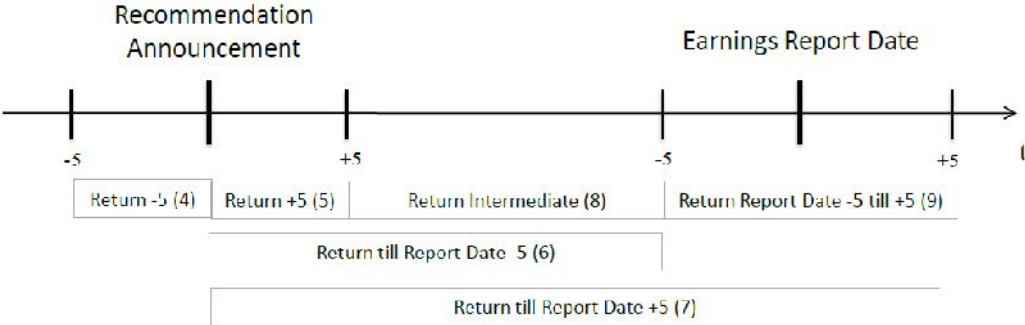 Recommendation
Announcement
Earnings Report Date
-5
+5
-5
+5
t
Return -5 (4)
Return +5 (5)
Return Intermediate (8)
Return Report Date -5 till +5 (9)
Return till Report Date -5 (6)
Return till Report Date +5 (7)